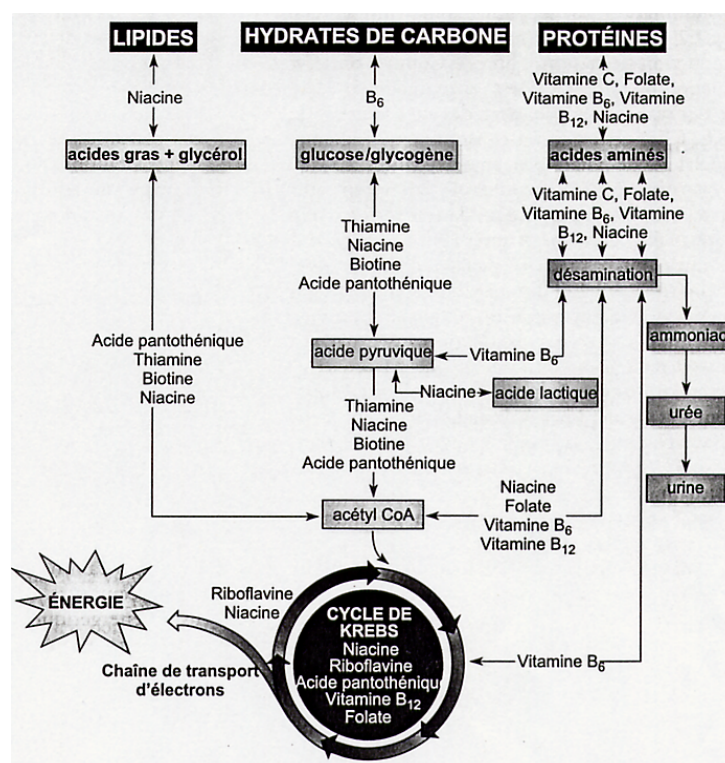 LIPIDES
HYDRATES DE CARBONE
PROTÉINES
Niacine
B6
Vitamine C, Folate,
Vitamine B6, Vitamine
B12, Niacine
acides gras + glycérol
glucose/glycogène
acides aminés
Thiamine
Niacine
Biotine
Acide pantothénique
Vitamine C, Folate,
Vitamine B6, Vitamine
B12, Niacine
désamination
Acide pantothénique
Thiamine
Biotine
Niacine
acide pyruvique
Vitamine B6
ammoniac
Niacine
acide lactique
urée
urine
Thiamine
Niacine
Biotine
Acide pantothénique
acétyl CoA
Niacine
Folate
Vitamine B6
Vitamine B12
ÉNERGIE
Riboflavine
Niacine
Chaîne de transport
d'électrons
CYCLE DE
KREBS
Niacine
Riboflavine
Acide pantothénique
Vitamine B12
Folate
Vitamine B6